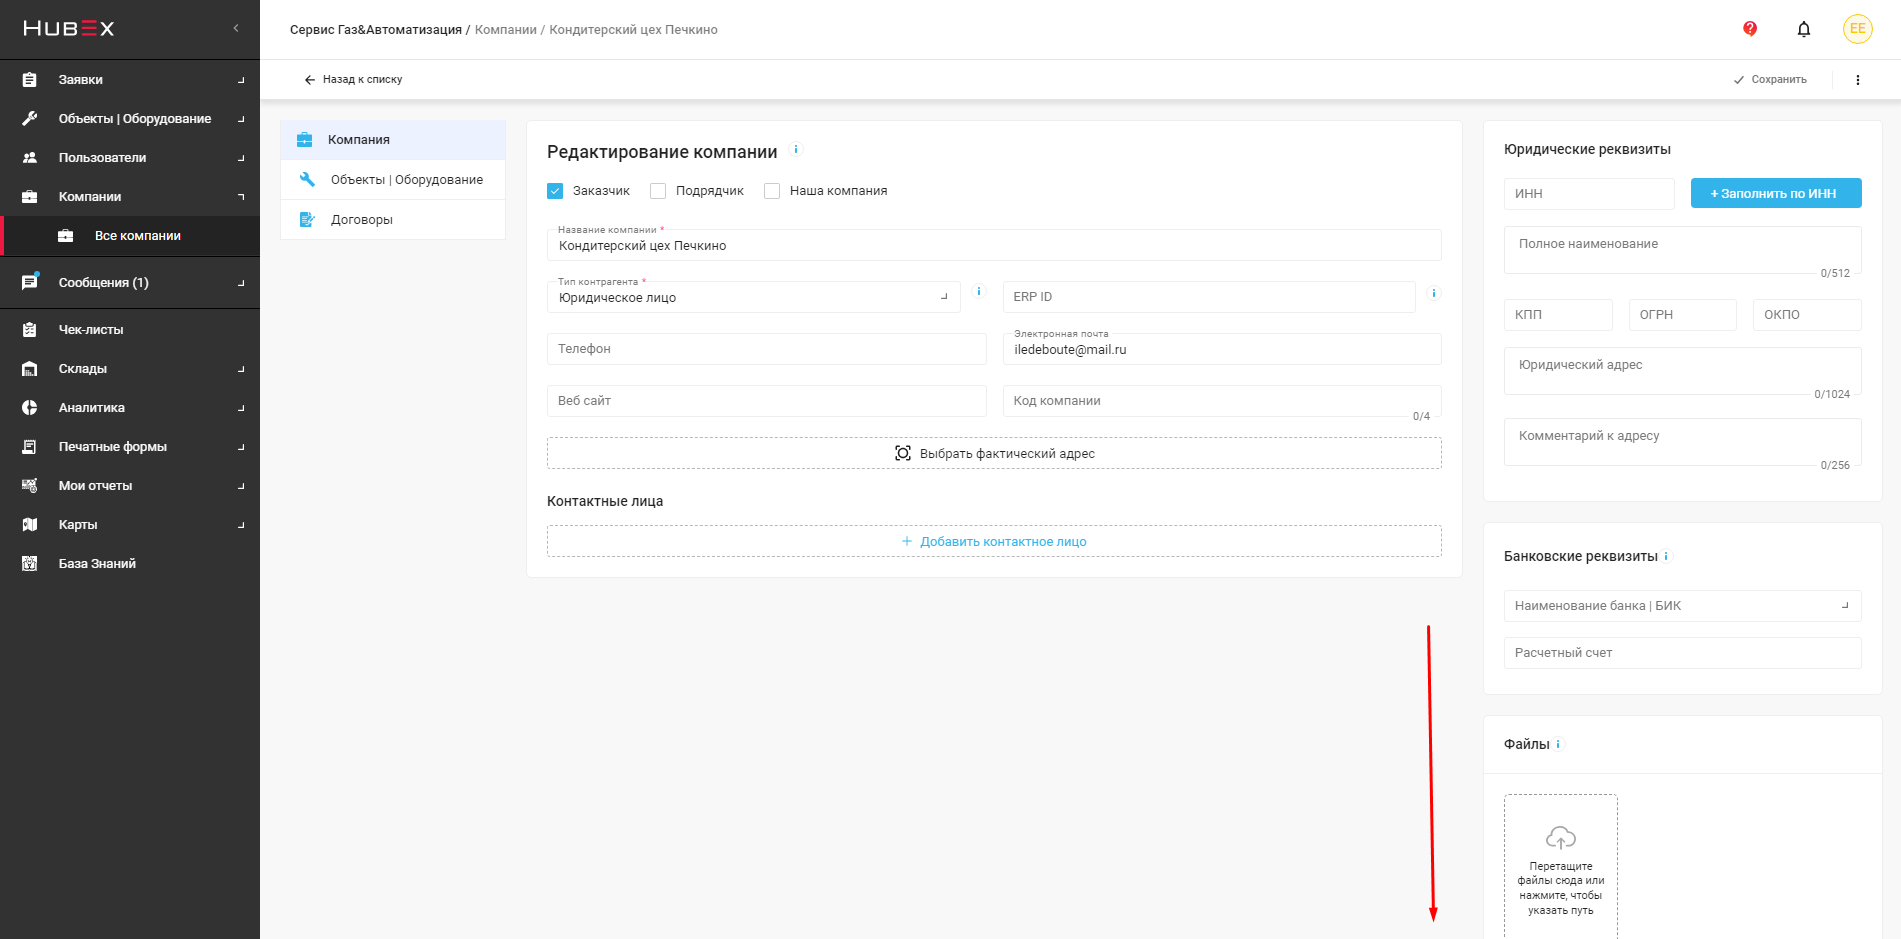 HUBEX
Сервис Газ&Автоматизация / Компании / Кондитерский цех Печкино
EE
Назад к списку
Сохранить
Заявки
Объекты | Оборудование
Пользователи
Компании
Все компании
Сообщения (1)
Чек-листы
Склады
Аналитика
Печатные формы
Мои отчеты
Карты
База Знаний
Компания
Объекты | Оборудование
Договоры
Редактирование компании
Заказчик
Подрядчик
Наша компания
Название компании *
Кондитерский цех Печкино
Тип контрагента *
Юридическое лицо
ERP ID
Телефон
Электронная почта
iledeboute@mail.ru
Веб сайт
Код компании
0/4
Выбрать фактический адрес
Контактные лица
+ Добавить контактное лицо
Юридические реквизиты
ИНН
+ Заполнить по ИНН
Полное наименование
0/512
КПП
ОГРН
ОКПО
Юридический адрес
0/1024
Комментарий к адресу
0/256
Банковские реквизиты
Наименование банка | БИК
Расчетный счет
Файлы
Перетащите
файлы сюда или
нажмите, чтобы
указать путь